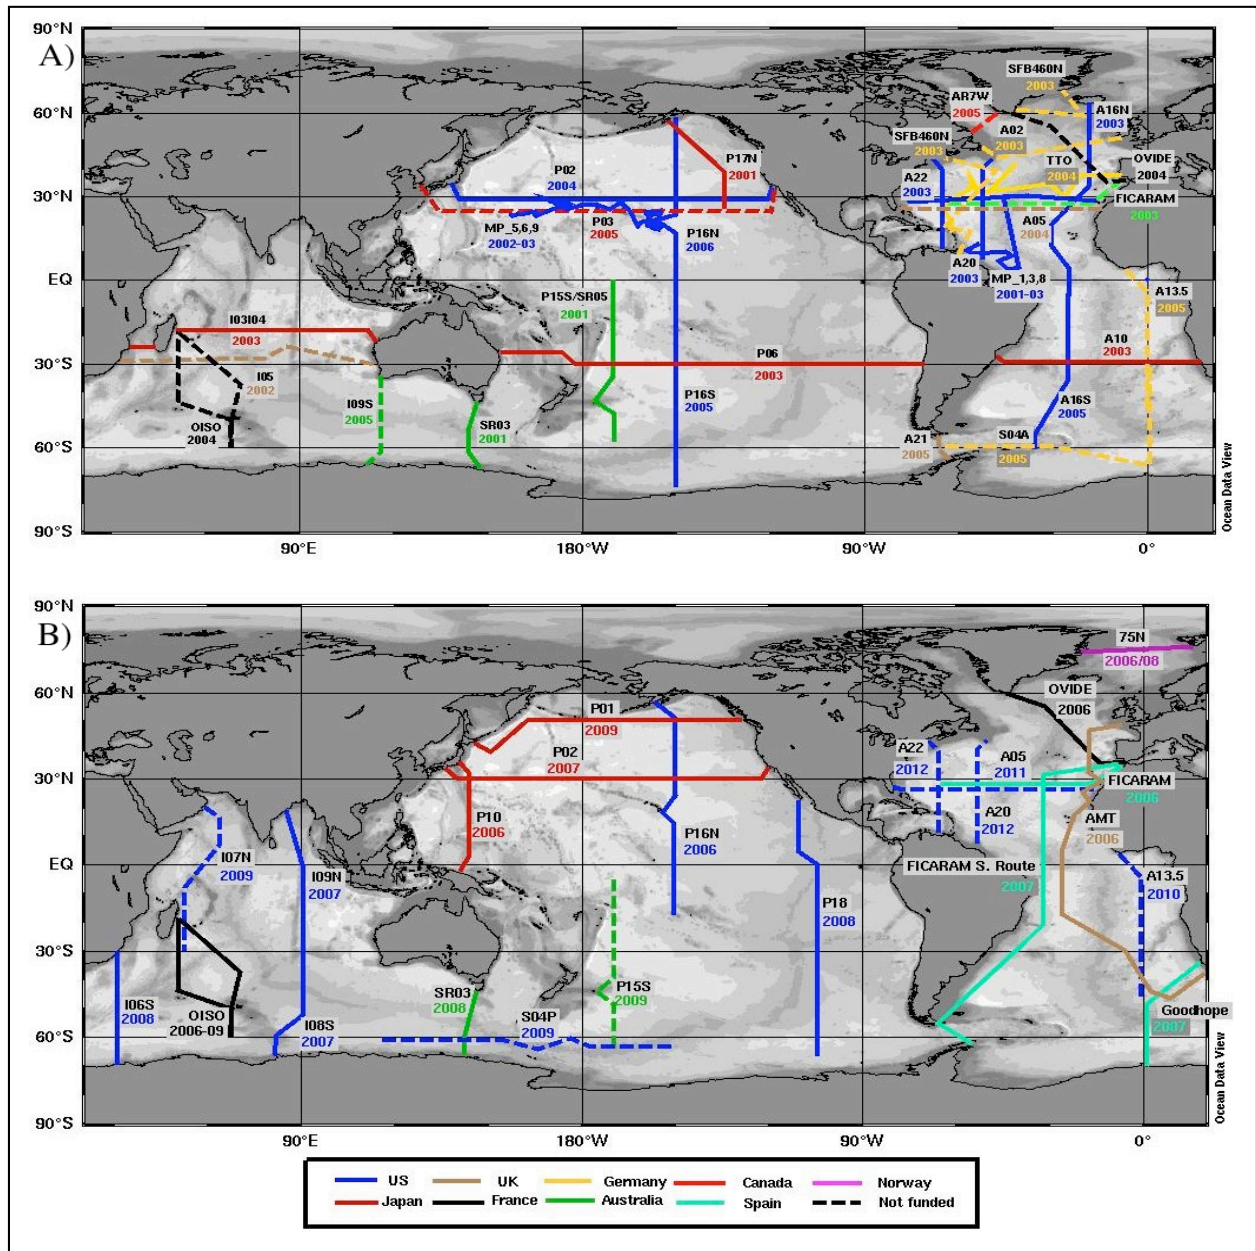 A)
90°N
60°N
30°N
EQ
30°S
60°S
90°S
90°E
180°W
90°W
0°
SFB460N
2003
AR7W
2005
A16N
2003
SFB460N
2003
A02
2003
TTO
2004
OVIDE
2004
P17N
2001
P02
2004
A22
2003
FICARAM
2003
MP_5,6,9
2002-03
P03
2005
P16N
2006
A05
2004
A20
2003
MP_1,3,8
2001-03
A13.5
2005
P15S/SR05
2001
I03I04
2003
P06
2003
A10
2003
I05
2002
OISO
2004
I09S
2005
SR03
2001
P16S
2005
A16S
2005
A21
2005
S04A
2005
Ocean Data View
B)
90°N
60°N
30°N
EQ
30°S
60°S
90°S
90°E
180°W
90°W
0°
75N
2006/08
OVIDE
2006
P01
2009
P02
2007
A22
2012
A05
2011
FICARAM
2006
P10
2006
P16N
2006
A20
2012
AMT
2006
I07N
2009
I09N
2007
FICARAM S. Route
2007
A13.5
2010
P18
2008
I06S
2008
OISO
2006-09
I08S
2007
SR03
2008
S04P
2009
P15S
2009
Goodhope
2007
Ocean Data View
US
UK
Germany
Canada
Norway
Japan
France
Australia
Spain
Not funded